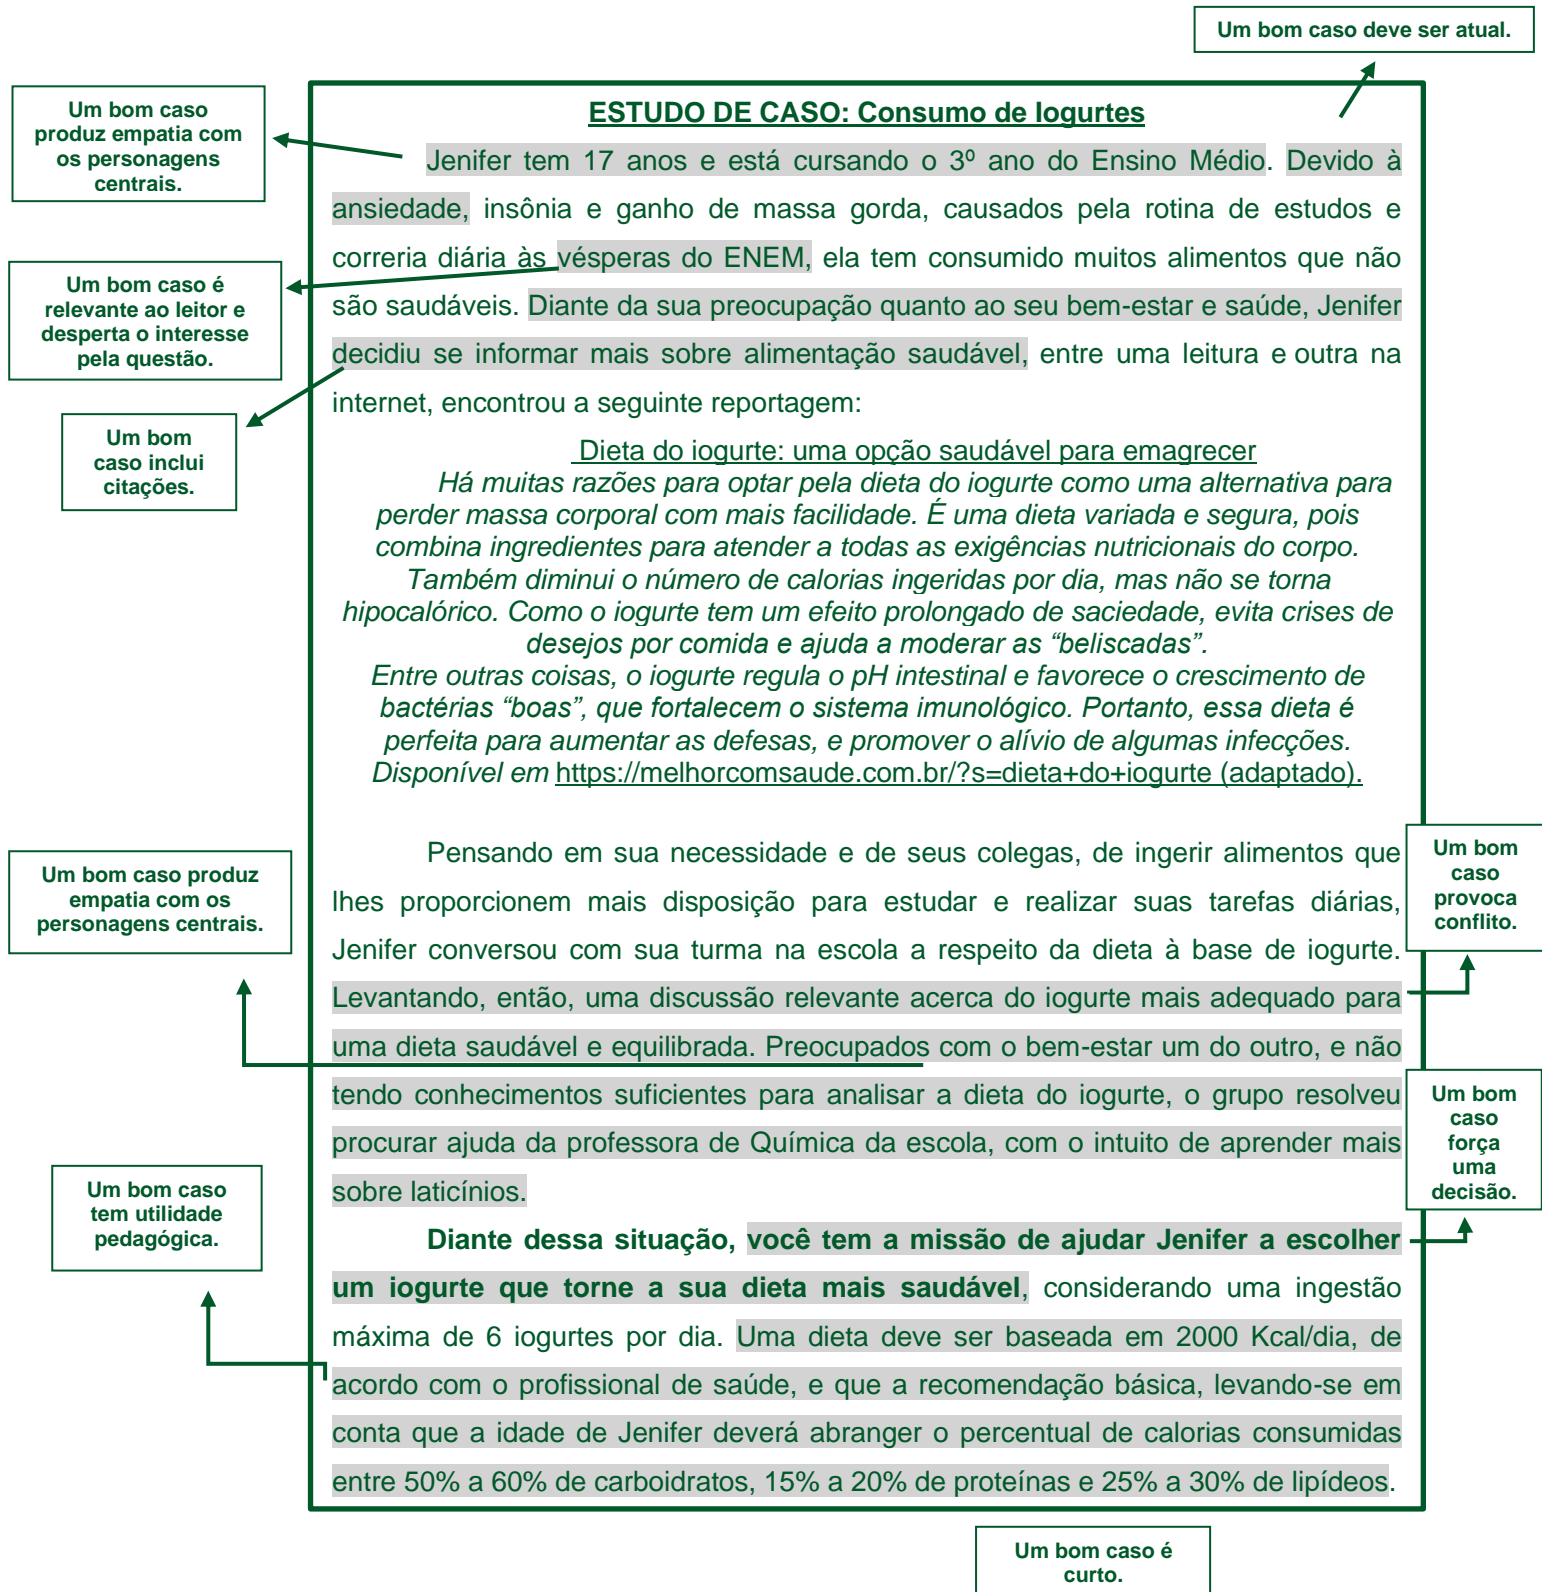 Um bom caso deve ser atual.
Um bom caso
produz empatia com
os personagens
centrais.
ESTUDO DE CASO: Consumo de Iogurtes
Jenifer tem 17 anos e está cursando o 3º ano do Ensino Médio. Devido à
ansiedade, insônia e ganho de massa gorda, causados pela rotina de estudos e
correria diária às vésperas do ENEM, ela tem consumido muitos alimentos que não
são saudáveis. Diante da sua preocupação quanto ao seu bem-estar e saúde, Jenifer
decidiu se informar mais sobre alimentação saudável, entre uma leitura e outra na
internet, encontrou a seguinte reportagem:
Um bom caso é
relevante ao leitor e
desperta o interesse
pela questão.
Um bom
caso inclui
citações.
Dieta do iogurte: uma opção saudável para emagrecer
Há muitas razões para optar pela dieta do iogurte como uma alternativa para
perder massa corporal com mais facilidade. É uma dieta variada e segura, pois
combina ingredientes para atender a todas as exigências nutricionais do corpo.
Também diminui o número de calorias ingeridas por dia, mas não se torna
hipocalórico. Como o iogurte tem um efeito prolongado de saciedade, evita crises de
desejos por comida e ajuda a moderar as “beliscadas”.
Entre outras coisas, o iogurte regula o pH intestinal e favorece o crescimento de
bactérias “boas”, que fortalecem o sistema imunológico. Portanto, essa dieta é
perfeita para aumentar as defesas, e promover o alívio de algumas infecções.
Disponível em https://melhorcomsaude.com.br/?s=dieta+do+iogurte (adaptado).
Um bom caso produz
empatia com os
personagens centrais.
Pensando em sua necessidade e de seus colegas, de ingerir alimentos que
lhes proporcionem mais disposição para estudar e realizar suas tarefas diárias,
Jenifer conversou com sua turma na escola a respeito da dieta à base de iogurte.
Levantando, então, uma discussão relevante acerca do iogurte mais adequado para
uma dieta saudável e equilibrada. Preocupados com o bem-estar um do outro, e não
tendo conhecimentos suficientes para analisar a dieta do iogurte, o grupo resolveu
procurar ajuda da professora de Química da escola, com o intuito de aprender mais
sobre laticínios.
Um bom
caso
provoca
conflito.
Um bom
caso
força
uma
decisão.
Um bom caso
tem utilidade
pedagógica.
Diante dessa situação, você tem a missão de ajudar Jenifer a escolher
um iogurte que torne a sua dieta mais saudável, considerando uma ingestão
máxima de 6 iogurtes por dia. Uma dieta deve ser baseada em 2000 Kcal/dia, de
acordo com o profissional de saúde, e que a recomendação básica, levando-se em
conta que a idade de Jenifer deverá abranger o percentual de calorias consumidas
entre 50% a 60% de carboidratos, 15% a 20% de proteínas e 25% a 30% de lipídeos.
Um bom caso é
curto.